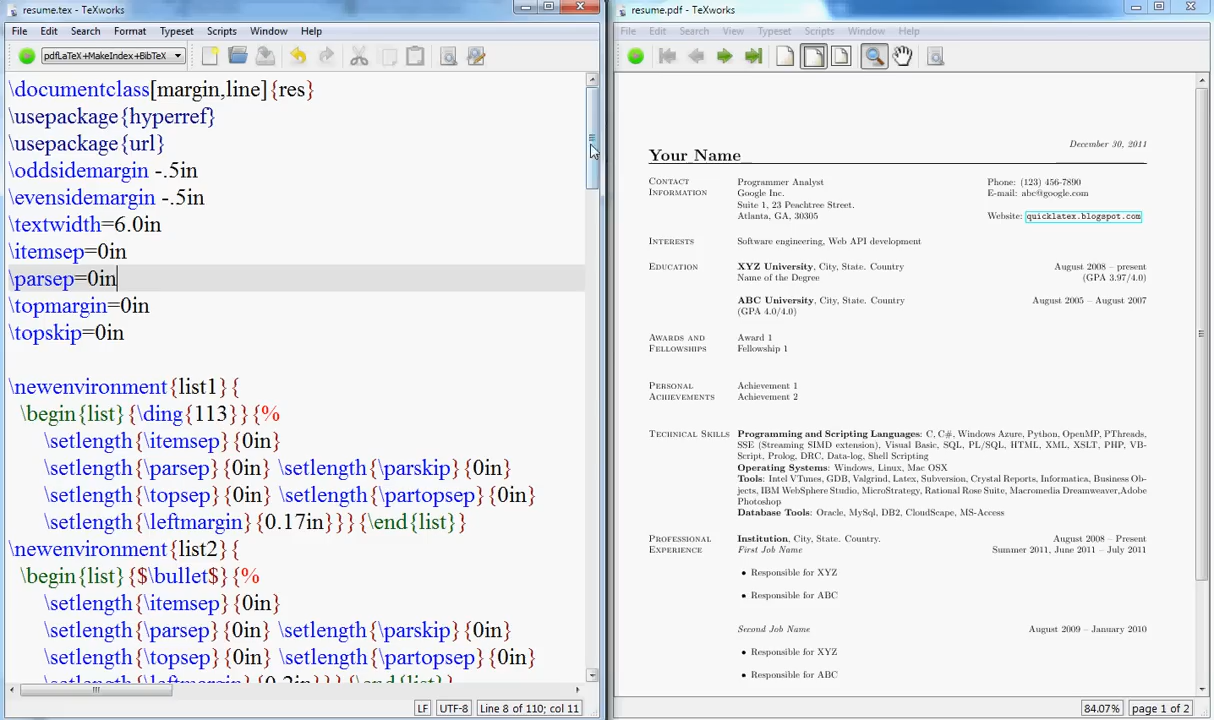 resume.tex - TeXworks
File Edit Search Format Typeset Scripts Window Help
pdfLaTeX+MakeIndex+BibTeX
\documentclass[margin,line]{res}
\usepackage{hyperref}
\usepackage{url}
\oddsidemargin -.5in
\evensidemargin -.5in
\textwidth=6.0in
\itemsep=0in
\parsep=0in
\topmargin=0in
\topskip=0in
\newenvironment{list1}{
\begin{list}{\ding{113}}{%
\setlength{\itemsep}{0in}
\setlength{\parsep}{0in} \setlength{\parskip}{0in}
\setlength{\topsep}{0in} \setlength{\partopsep}{0in}
\setlength{\leftmargin}{0.17in}}}{\end{list}}
\newenvironment{list2}{
\begin{list}{$\bullet$}{%
\setlength{\itemsep}{0in}
\setlength{\parsep}{0in} \setlength{\parskip}{0in}
\setlength{\topsep}{0in} \setlength{\partopsep}{0in}
\setlength{\leftmargin}{0.2in}}}{\end{list}}
LF UTF-8 Line 8 of 110; col 11
resume.pdf - TeXworks
File Edit Search View Typeset Scripts Window Help
December 30, 2011
Your Name
Contact Information
Programmer Analyst
Google Inc.
Suite 1, 23 Peachtree Street.
Atlanta, GA, 30305
Phone: (123) 456-7890
E-mail: abc@google.com
Website: quicklatex.blogspot.com
Interests Software engineering, Web API development
Education XYZ University, City, State. Country August 2008 – present
Name of the Degree (GPA 3.97/4.0)
ABC University, City, State. Country August 2005 – August 2007
(GPA 4.0/4.0)
Awards and Fellowships
Award 1
Fellowship 1
Personal Achievements
Achievement 1
Achievement 2
Technical Skills Programming and Scripting Languages: C, C#, Windows Azure, Python, OpenMP, PThreads,
SSE (Streaming SIMD extension), Visual Basic, SQL, PL/SQL, HTML, XML, XSLT, PHP, VB-
Script, Prolog, DRC, Data-log, Shell Scripting
Operating Systems: Windows, Linux, Mac OSX
Tools: Intel VTunes, GDB, Valgrind, Latex, Subversion, Crystal Reports, Informatica, Business Ob-
jects, IBM WebSphere Studio, MicroStrategy, Rational Rose Suite, Macromedia Dreamweaver,Adobe
Photoshop
Database Tools: Oracle, MySql, DB2, CloudScape, MS-Access
Professional Experience
Institution, City, State. Country. August 2008 – Present
First Job Name Summer 2011, June 2011 – July 2011
• Responsible for XYZ
• Responsible for ABC
Second Job Name August 2009 – January 2010
• Responsible for XYZ
• Responsible for ABC
84.07% page 1 of 2